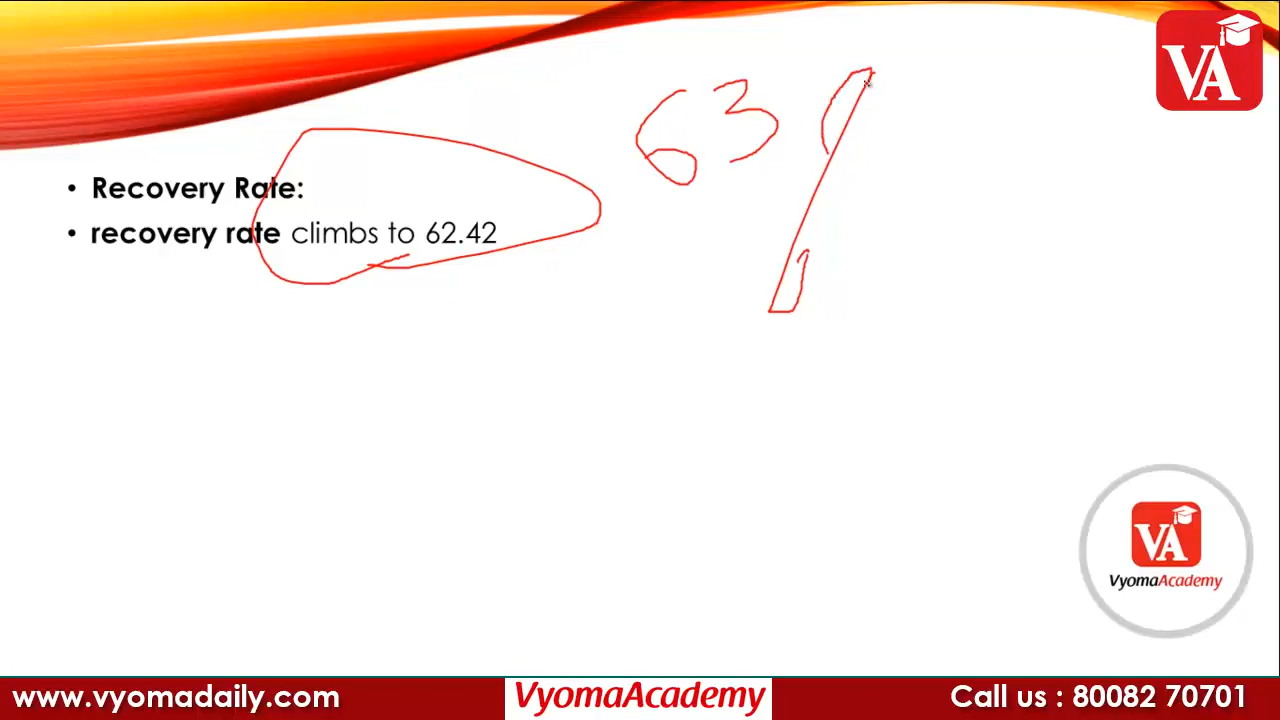 VA
63 %
• Recovery Rate:
• recovery rate climbs to 62.42
VA
VyomaAcademy
www.vyomadaily.com
VyomaAcademy
Call us : 80082 70701